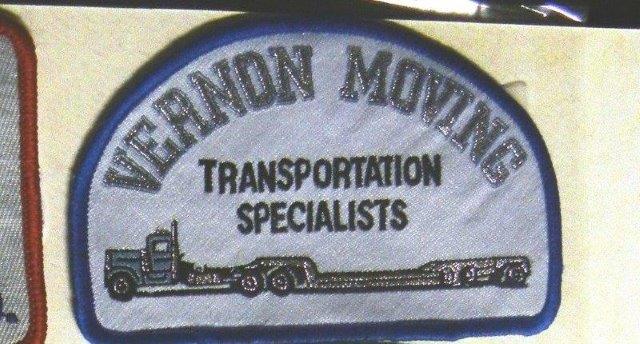 VERNON MOVING
TRANSPORTATION
SPECIALISTS